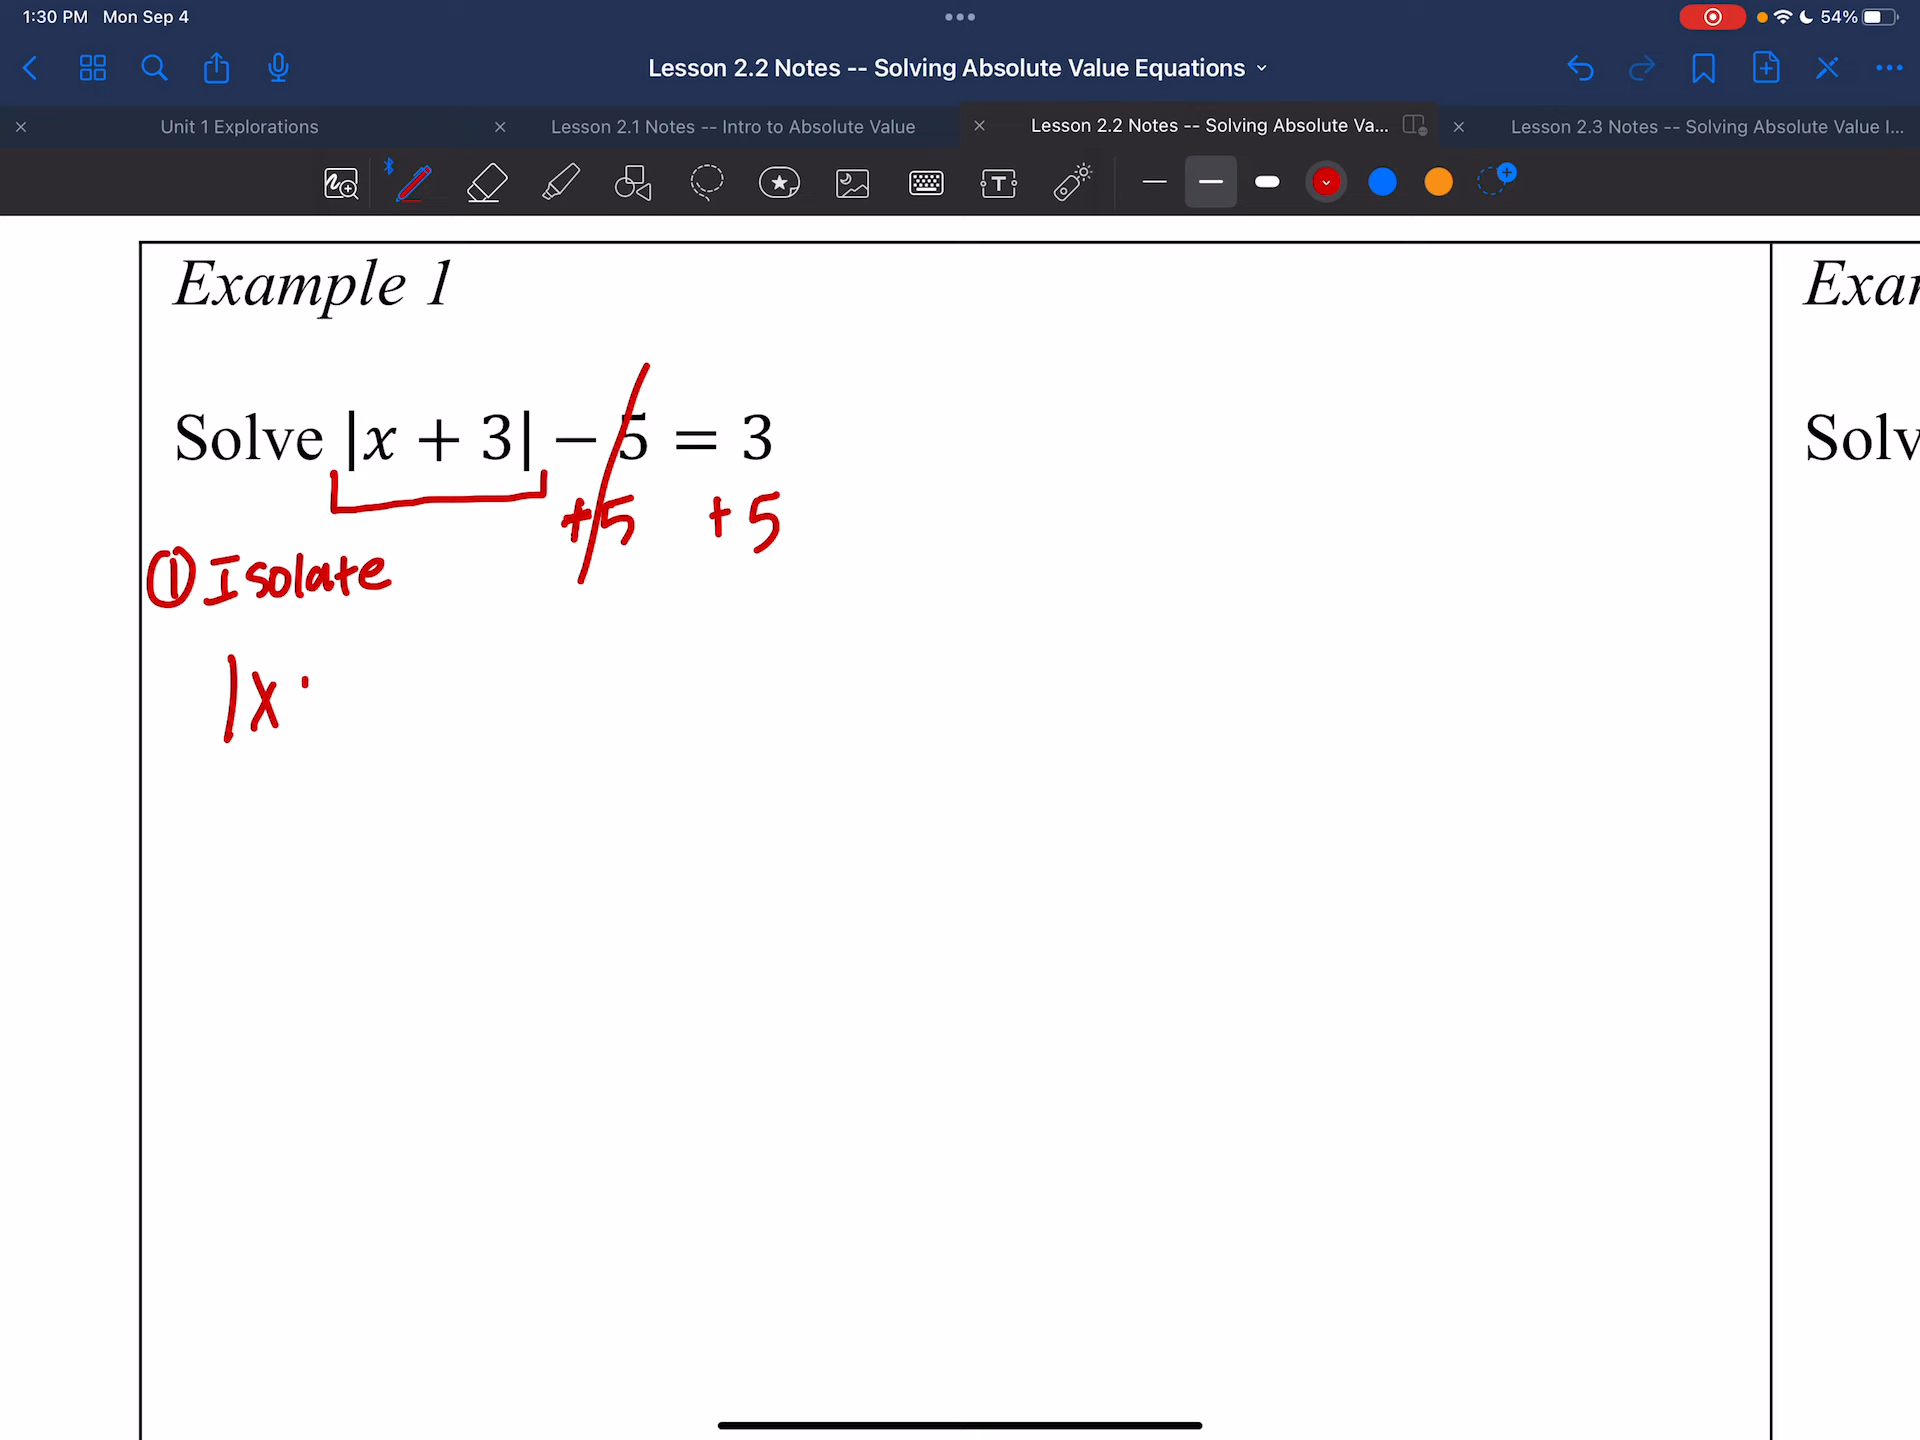 1:30 PM Mon Sep 4
54%
Lesson 2.2 Notes -- Solving Absolute Value Equations
Unit 1 Explorations
Lesson 2.1 Notes -- Intro to Absolute Value
Lesson 2.2 Notes -- Solving Absolute Va...
Lesson 2.3 Notes -- Solving Absolute Value I...
T
Example 1
Exar
Solve |x + 3| − 5 = 3
Solv
+5 +5
① Isolate
|x ·